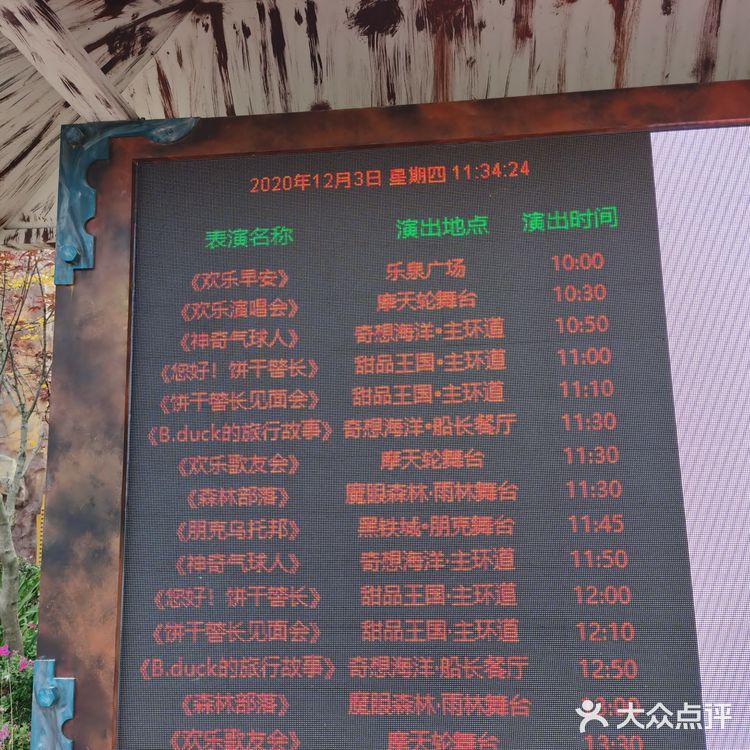 2020年12月3日 星期四 11:34:24
表演名称 演出地点 演出时间
《欢乐早安》 乐泉广场 10:00
《欢乐演唱会》 摩天轮舞台 10:30
《神奇气球人》 奇想海洋•主环道 10:50
《您好！饼干警长》 甜品王国•主环道 11:00
《饼干警长见面会》 甜品王国•主环道 11:10
《B.duck的旅行故事》 奇想海洋•船长餐厅 11:30
《欢乐歌友会》 摩天轮舞台 11:30
《森林部落》 魔眼森林·雨林舞台 11:30
《朋克乌托邦》 黑铁城•朋克舞台 11:45
《神奇气球人》 奇想海洋·主环道 11:50
《您好！饼干警长》 甜品王国·主环道 12:00
《饼干警长见面会》 甜品王国·主环道 12:10
《B.duck的旅行故事》 奇想海洋·船长餐厅 12:50
《森林部落》 魔眼森林·雨林舞台
《欢乐歌友会》 摩天轮舞台 13:30
大众点评